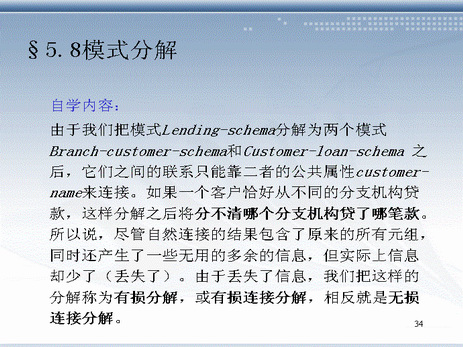 §5.8模式分解
自学内容：
由于我们把模式Lending-schema分解为两个模式
Branch-customer-schema和Customer-loan-schema 之
后，它们之间的联系只能靠二者的公共属性customer-
name来连接。如果一个客户恰好从不同的分支机构贷
款，这样分解之后将分不清哪个分支机构贷了哪笔款。
所以说，尽管自然连接的结果包含了原来的所有元组，
同时还产生了一些无用的多余的信息，但实际上信息
却少了（丢失了）。由于丢失了信息，我们把这样的
分解称为有损分解，或有损连接分解，相反就是无损
连接分解。
34